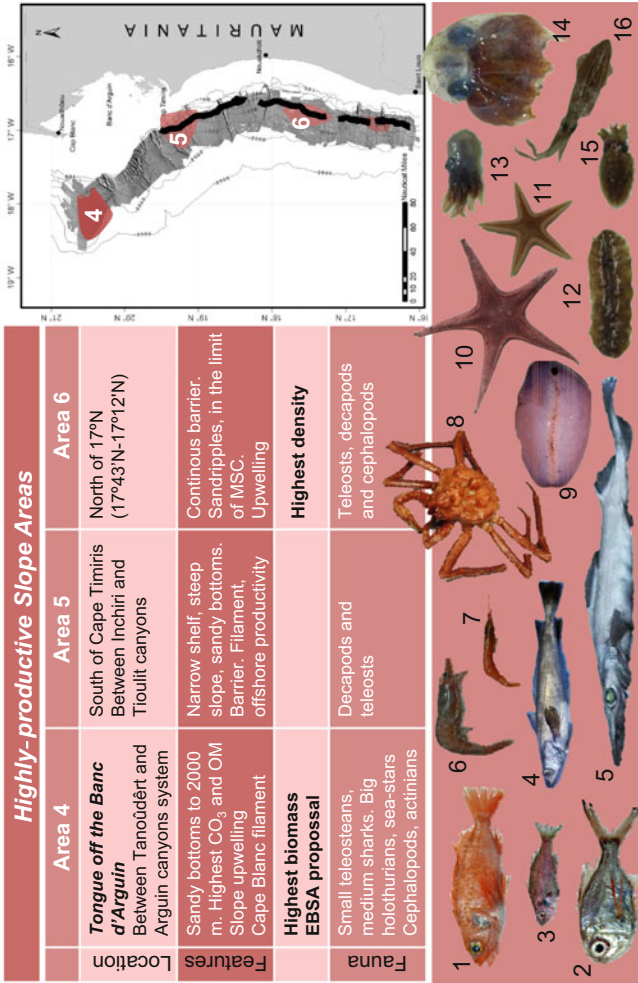 Highly-productive Slope Areas
Area 4
Area 5
Area 6
Location
Tongue off the Banc
d'Arguin
Between Tanoûdêrt and
Arguin canyons system
South of Cape Timiris
Between Inchiri and
Tioulit canyons
North of 17ºN
(17º43'N-17º12'N)
Features
Sandy bottoms to 2000
m. Highest CO3 and OM
Slope upwelling
Cape Blanc filament
Narrow shelf, steep
slope, sandy bottoms.
Barrier. Filament,
offshore productivity
Continous barrier.
Sandripples, in the limit
of MSC.
Upwelling
Highest biomass
EBSA propossal
Highest density
Fauna
Small teleosteans,
medium sharks. Big
holothurians, sea-stars
Cephalopods, actinians
Decapods and
teleosts
Teleosts, decapods
and cephalopods
19° W
18° W
17° W
16° W
21° N
20° N
19° N
18° N
17° N
16° N
N
MAURITANIA
Nouadhibou
Cap Blanc
Banc d'Arguin
Cap Timiris
Nouakchott
Saint Louis
4
5
6
Nautical Miles
0 10 20 40 60 80
1
2
3
4
5
6
7
8
9
10
11
12
13
14
15
16